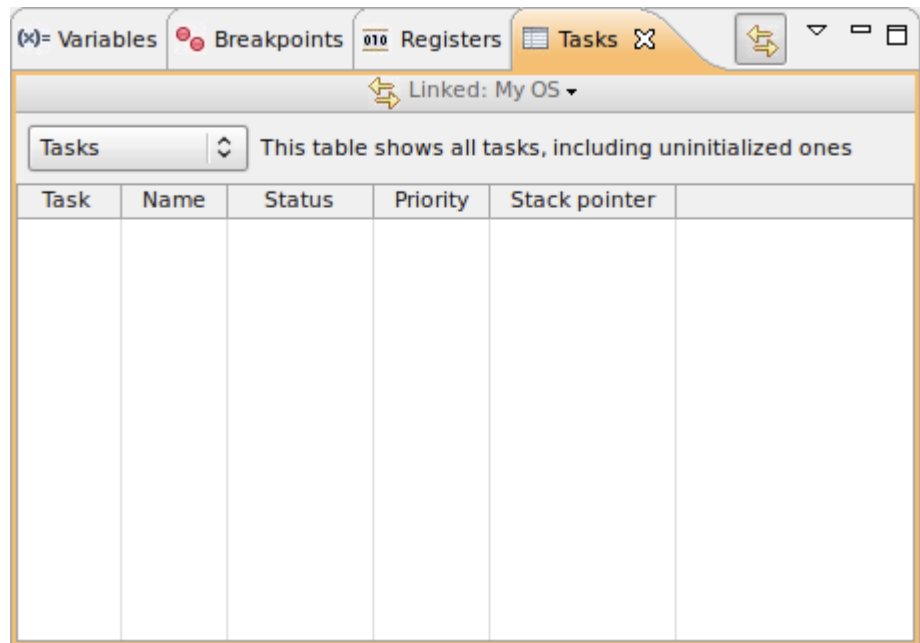 (x)= Variables Breakpoints 010 Registers Tasks
Linked: My OS
Tasks This table shows all tasks, including uninitialized ones
Task Name Status Priority Stack pointer